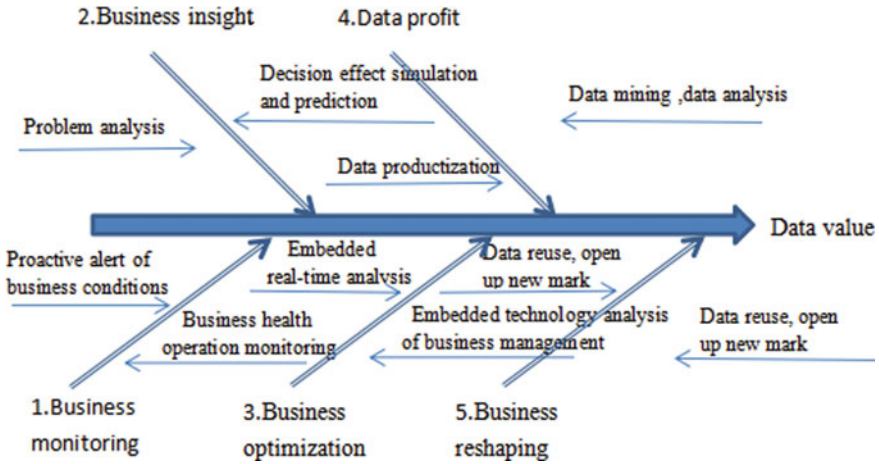 2.Business insight
4.Data profit
Decision effect simulation
and prediction
Data mining ,data analysis
Problem analysis
Data productization
Data value
Proactive alert of
business conditions
Embedded
real-time analysis
Data reuse, open
up new mark
Business health
operation monitoring
Embedded technology analysis
of business management
Data reuse, open
up new mark
1.Business
monitoring
3.Business
optimization
5.Business
reshaping